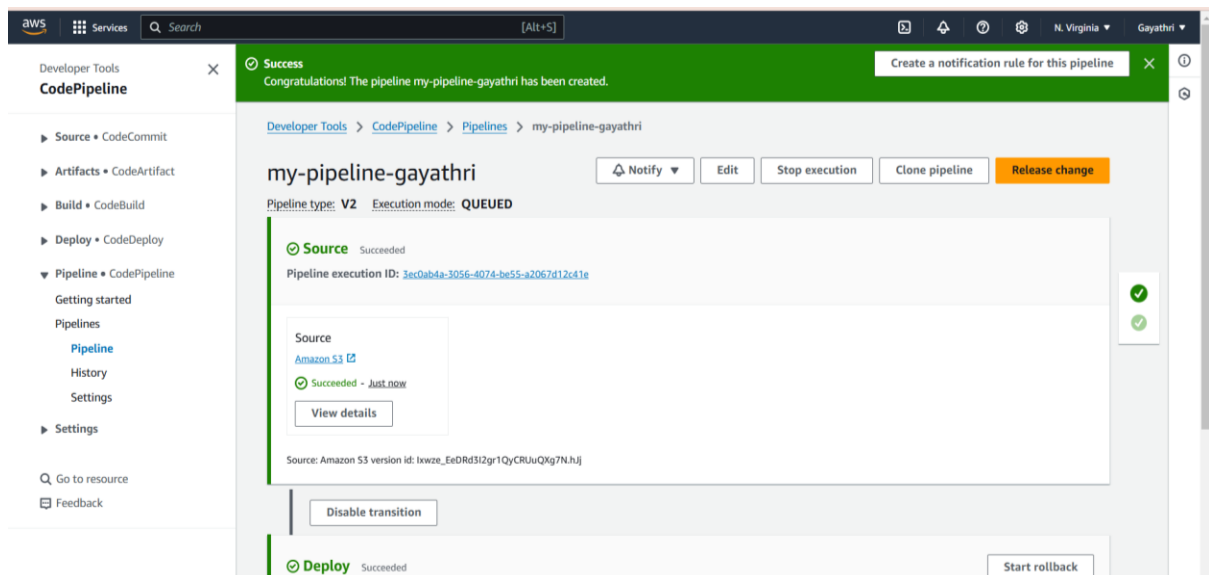 aws Services Search [Alt+S] N. Virginia ▼ Gayathri ▼
Developer Tools
CodePipeline
Source • CodeCommit
Artifacts • CodeArtifact
Build • CodeBuild
Deploy • CodeDeploy
Pipeline • CodePipeline
Getting started
Pipelines
Pipeline
History
Settings
Settings
Go to resource
Feedback
Success
Congratulations! The pipeline my-pipeline-gayathri has been created.
Create a notification rule for this pipeline
Developer Tools > CodePipeline > Pipelines > my-pipeline-gayathri
my-pipeline-gayathri
Notify ▼ Edit Stop execution Clone pipeline Release change
Pipeline type: V2 Execution mode: QUEUED
Source Succeeded
Pipeline execution ID: 3ec0ab4a-3056-4074-be55-a2067d12c41e
Source
Amazon S3
Succeeded - Just now
View details
Source: Amazon S3 version id: Ixwze_EeDRd3I2gr1QyCRUuQXg7N.hJj
Disable transition
Deploy Succeeded
Start rollback